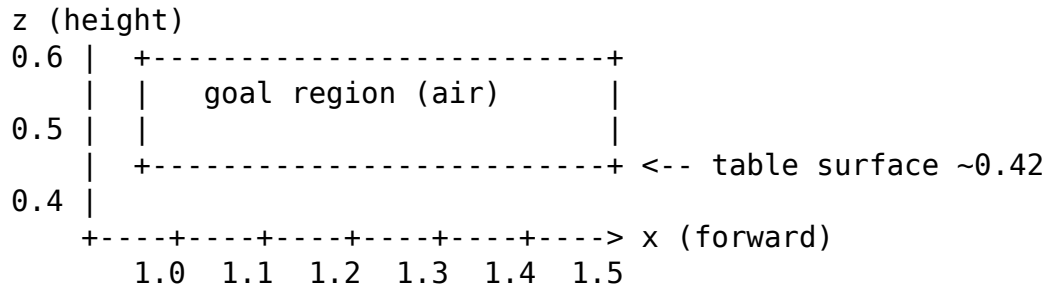 z (height)
0.6 | +--------------------------+
| | goal region (air) |
0.5 | | |
| +--------------------------+ <-- table surface ~0.42
0.4 |
+----+----+----+----+----+----> x (forward)
1.0 1.1 1.2 1.3 1.4 1.5